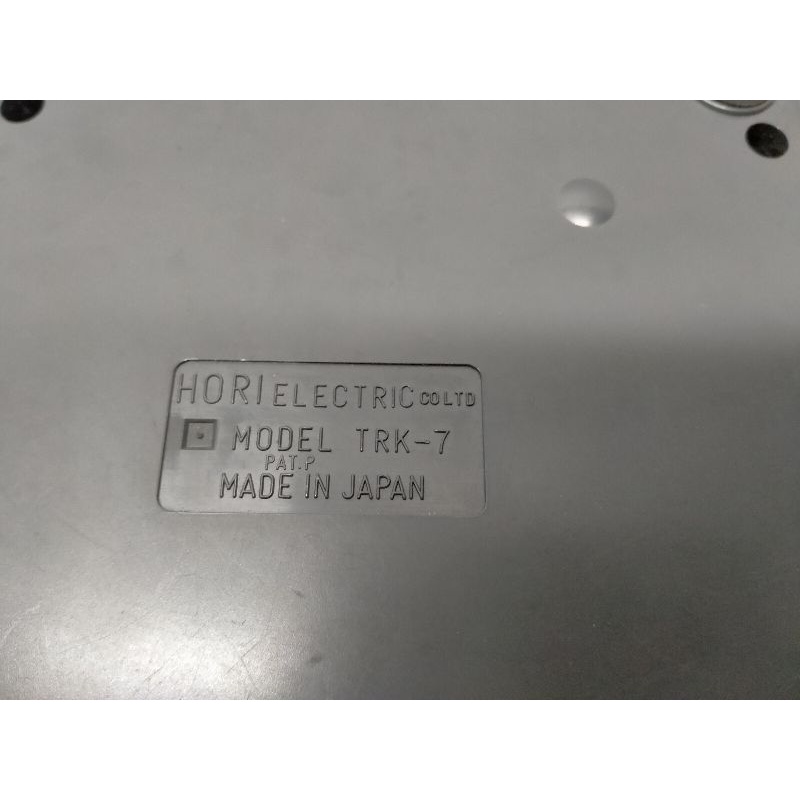 HORI ELECTRIC CO LTD
MODEL TRK-7
PAT.P
MADE IN JAPAN